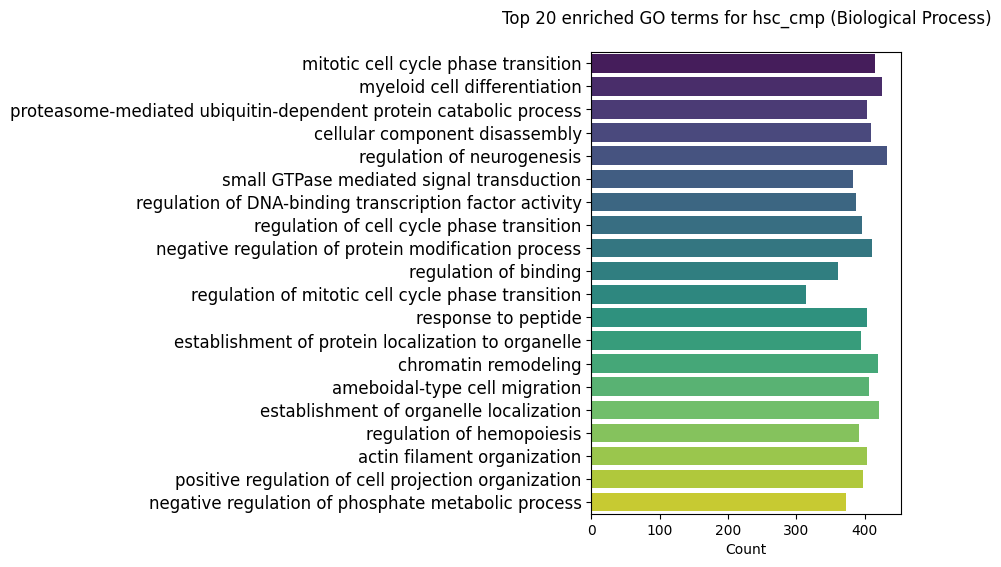 Top 20 enriched GO terms for hsc_cmp (Biological Process)
mitotic cell cycle phase transition
myeloid cell differentiation
proteasome-mediated ubiquitin-dependent protein catabolic process
cellular component disassembly
regulation of neurogenesis
small GTPase mediated signal transduction
regulation of DNA-binding transcription factor activity
regulation of cell cycle phase transition
negative regulation of protein modification process
regulation of binding
regulation of mitotic cell cycle phase transition
response to peptide
establishment of protein localization to organelle
chromatin remodeling
ameboidal-type cell migration
establishment of organelle localization
regulation of hemopoiesis
actin filament organization
positive regulation of cell projection organization
negative regulation of phosphate metabolic process
0 100 200 300 400
Count